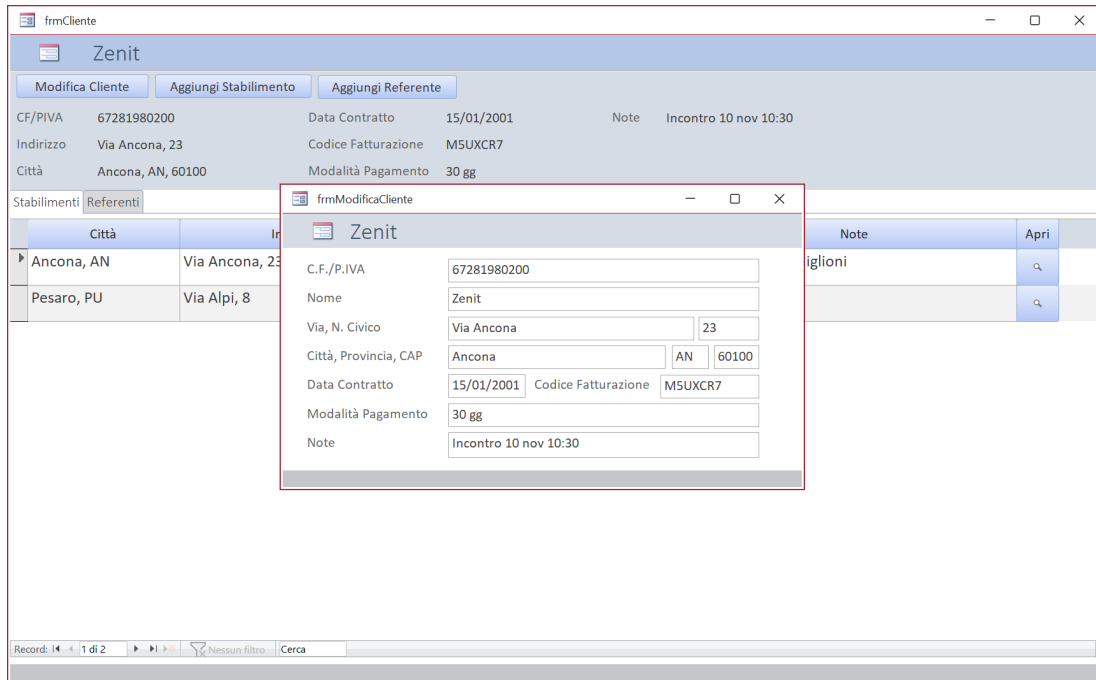 frmCliente
Zenit
Modifica Cliente Aggiungi Stabilimento Aggiungi Referente
CF/PIVA 67281980200 Data Contratto 15/01/2001 Note Incontro 10 nov 10:30
Indirizzo Via Ancona, 23 Codice Fatturazione M5UXCR7
Città Ancona, AN, 60100 Modalità Pagamento 30 gg
Stabilimenti Referenti
Città In Note Apri
Ancona, AN Via Ancona, 23 iglioni
Pesaro, PU Via Alpi, 8
frmModificaCliente
Zenit
C.F./P.IVA 67281980200
Nome Zenit
Via, N. Civico Via Ancona 23
Città, Provincia, CAP Ancona AN 60100
Data Contratto 15/01/2001 Codice Fatturazione M5UXCR7
Modalità Pagamento 30 gg
Note Incontro 10 nov 10:30
Record: 1 di 2 Nessun filtro Cerca